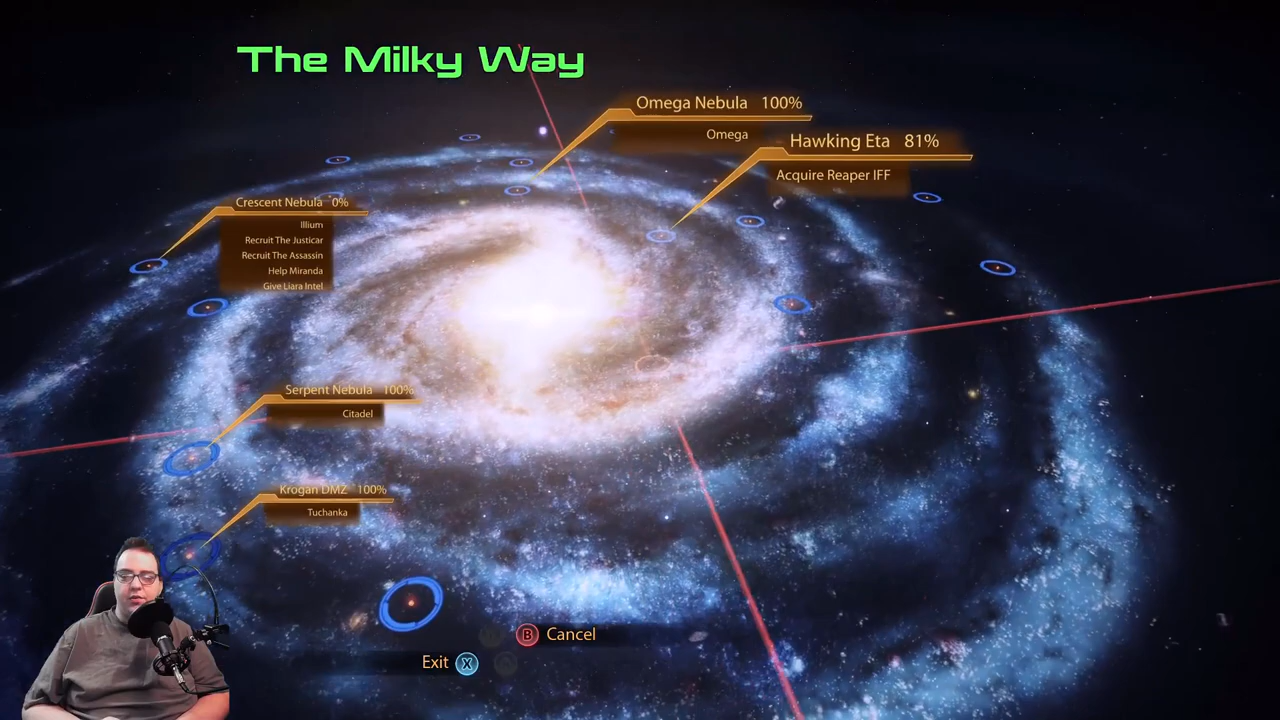 The Milky Way
Omega Nebula 100%
Omega
Hawking Eta 81%
Acquire Reaper IFF
Crescent Nebula 0%
Illium
Recruit The Justicar
Recruit The Assassin
Help Miranda
Give Liara Intel
Serpent Nebula 100%
Citadel
Krogan DMZ 100%
Tuchanka
B Cancel
Exit X